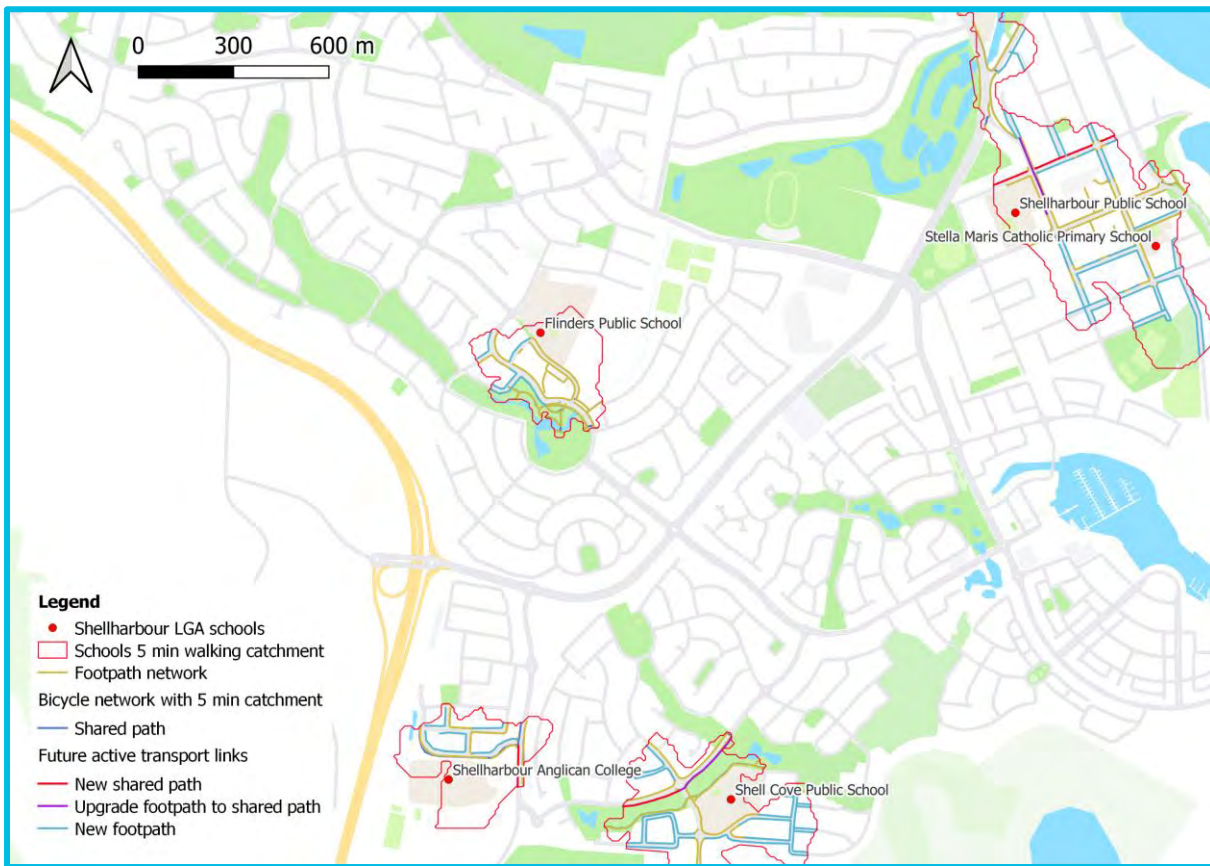 0 300 600 m
Shellharbour Public School
Stella Maris Catholic Primary School
Flinders Public School
Legend
Shellharbour LGA schools
Schools 5 min walking catchment
Footpath network
Bicycle network with 5 min catchment
Shared path
Future active transport links
New shared path
Upgrade footpath to shared path
New footpath
Shellharbour Anglican College
Shell Cove Public School